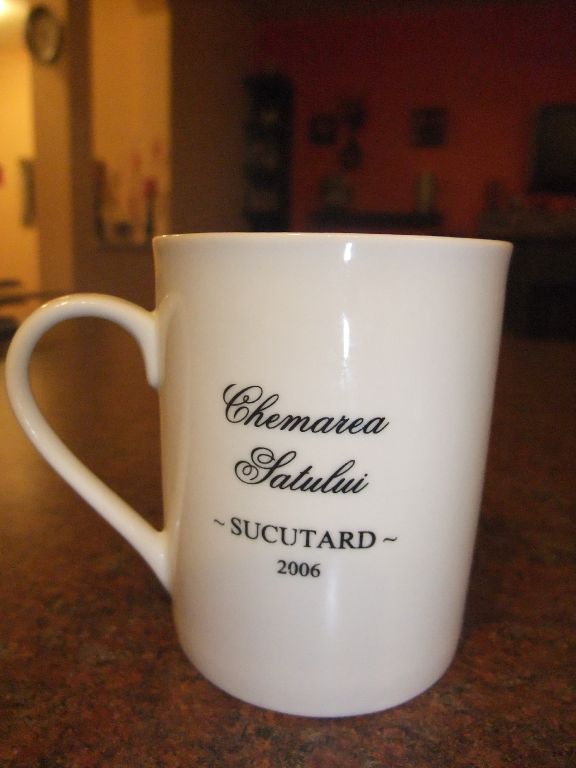 Chemarea
Satului
~ SUCUTARD ~
2006